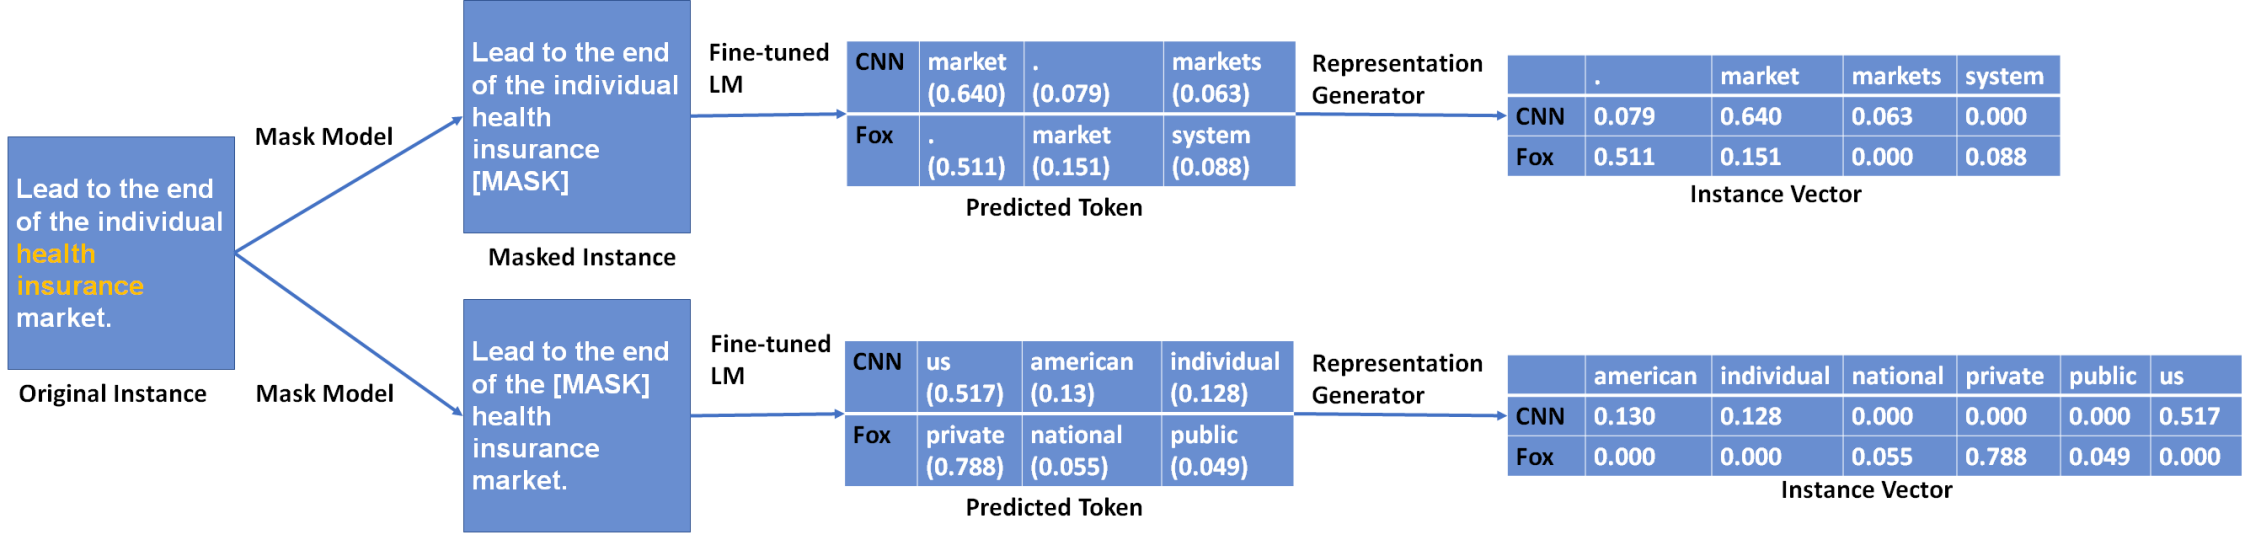 Lead to the end
of the individual
health
insurance
market.
Original Instance
Mask Model
Mask Model
Lead to the end
of the individual
health
insurance
[MASK]
Masked Instance
Lead to the end
of the [MASK]
health
insurance
market.
Fine-tuned
LM
CNN market . markets
(0.640) (0.079) (0.063)
Fox . market system
(0.511) (0.151) (0.088)
Predicted Token
Representation
Generator
. market markets system
CNN 0.079 0.640 0.063 0.000
Fox 0.511 0.151 0.000 0.088
Instance Vector
Fine-tuned
LM
CNN us american individual
(0.517) (0.13) (0.128)
Fox private national public
(0.788) (0.055) (0.049)
Predicted Token
Representation
Generator
american individual national private public us
CNN 0.130 0.128 0.000 0.000 0.000 0.517
Fox 0.000 0.000 0.055 0.788 0.049 0.000
Instance Vector